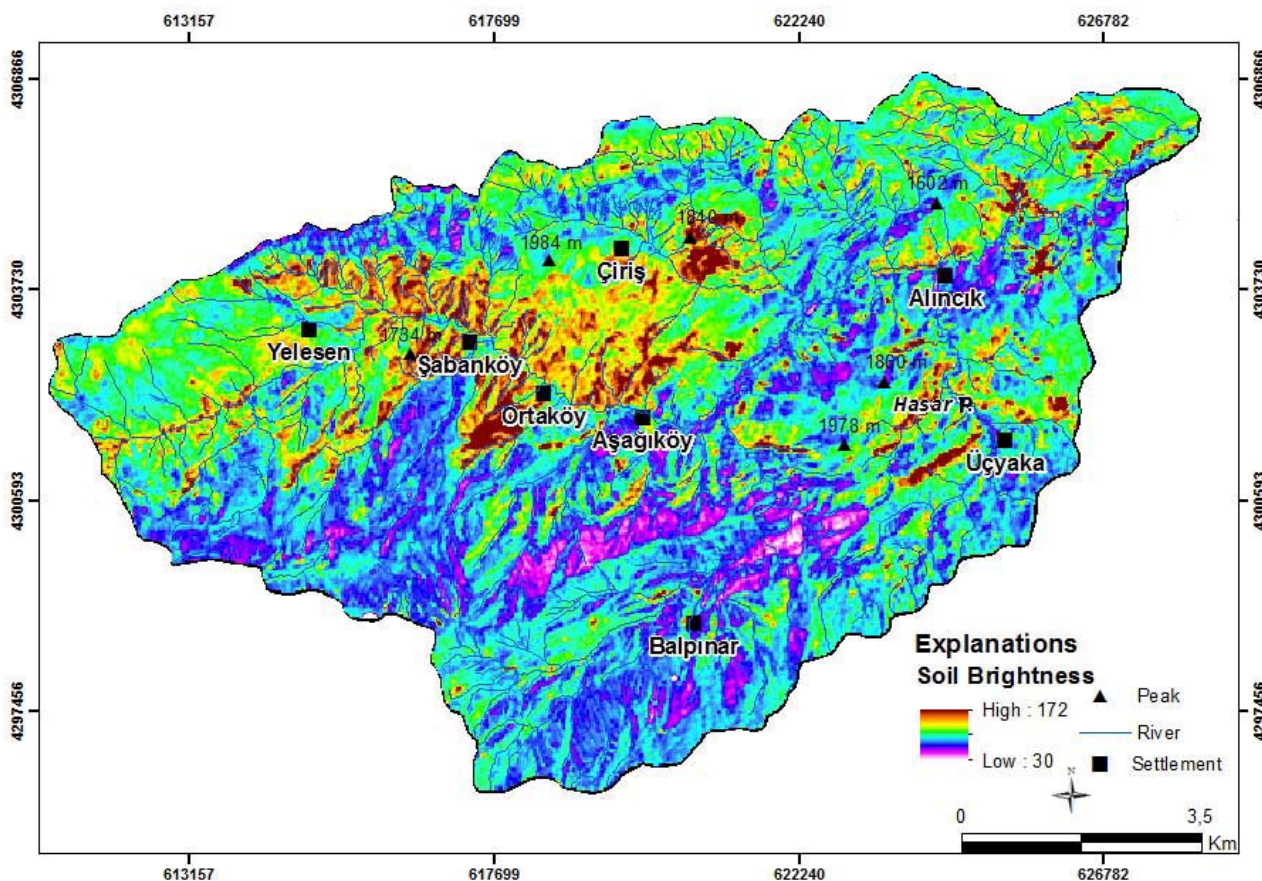 613157 617699 622240 626782
4306866 4306866
1602 m
1840 m
1984 m
Çiriş
4303730 4303730
Alıncık
Yelesen
1734 m
Şabanköy
1800 m
Hasar P.
Ortaköy
Aşağıköy
1978 m
Üçyaka
4300593 4300593
Balpınar
Explanations
Soil Brightness
High : 172
Low : 30
Peak
River
Settlement
4297456 4297456
N
0 3,5
Km
613157 617699 622240 626782